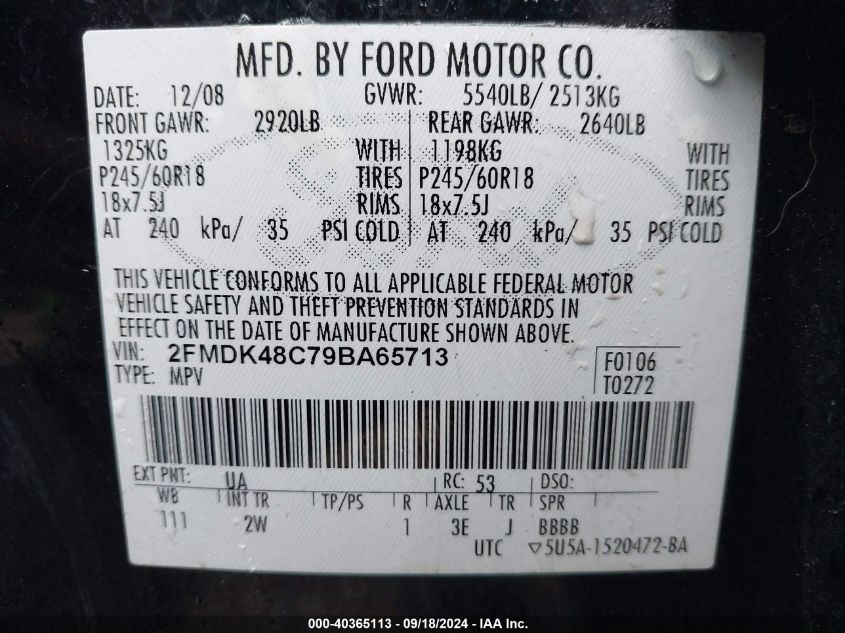 MFD. BY FORD MOTOR CO.
DATE: 12/08 GVWR: 5540LB/ 2513KG
FRONT GAWR: 2920LB REAR GAWR: 2640LB
1325KG WITH 1198KG WITH
P245/60R18 TIRES P245/60R18 TIRES
18x7.5J RIMS 18x7.5J RIMS
AT 240 kPa/ 35 PSI COLD AT 240 kPa/ 35 PSI COLD
THIS VEHICLE CONFORMS TO ALL APPLICABLE FEDERAL MOTOR
VEHICLE SAFETY AND THEFT PREVENTION STANDARDS IN
EFFECT ON THE DATE OF MANUFACTURE SHOWN ABOVE.
VIN: 2FMDK48C79BA65713 F0106
TYPE: MPV T0272
EXT PNT: UA RC: 53 DSO:
WB INT TR TP/PS R AXLE TR SPR
111 2W 1 3E J BBBB
UTC ▽5U5A-1520472-BA
000-40365113 - 09/18/2024 - IAA Inc.